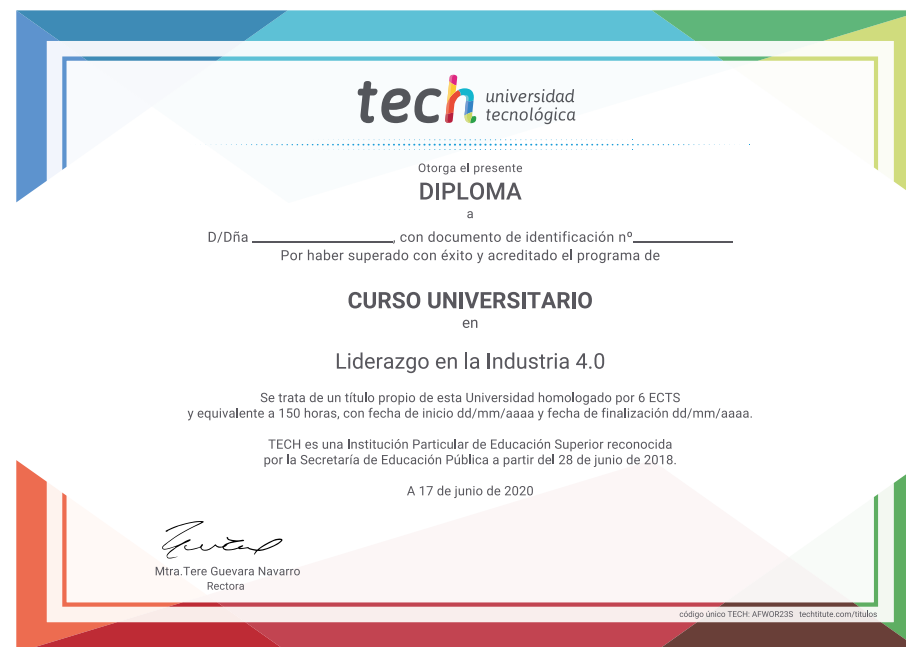 tech universidad
tecnológica
Otorga el presente
DIPLOMA
a
D/Dña ____________________, con documento de identificación nº______________
Por haber superado con éxito y acreditado el programa de
CURSO UNIVERSITARIO
en
Liderazgo en la Industria 4.0
Se trata de un título propio de esta Universidad homologado por 6 ECTS
y equivalente a 150 horas, con fecha de inicio dd/mm/aaaa y fecha de finalización dd/mm/aaaa.
TECH es una Institución Particular de Educación Superior reconocida
por la Secretaría de Educación Pública a partir del 28 de junio de 2018.
A 17 de junio de 2020
Mtra.Tere Guevara Navarro
Rectora
código único TECH: AFWOR23S techtitute.com/titulos